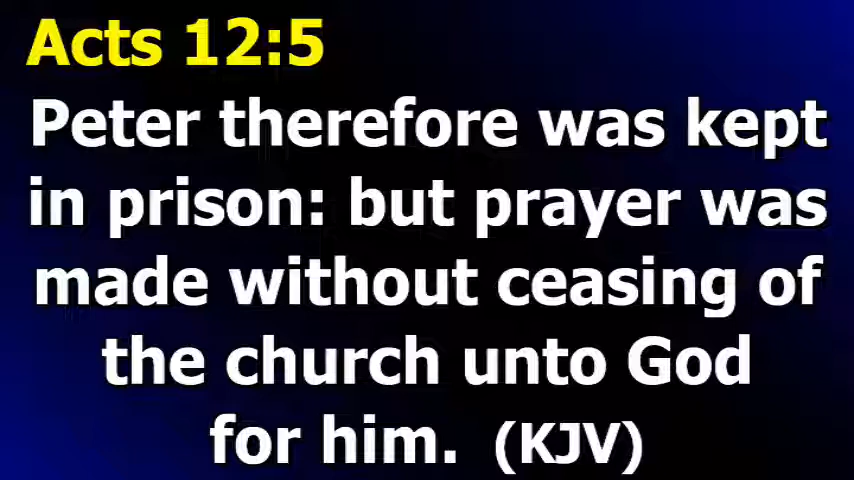 Acts 12:5
Peter therefore was kept
in prison: but prayer was
made without ceasing of
the church unto God
for him. (KJV)